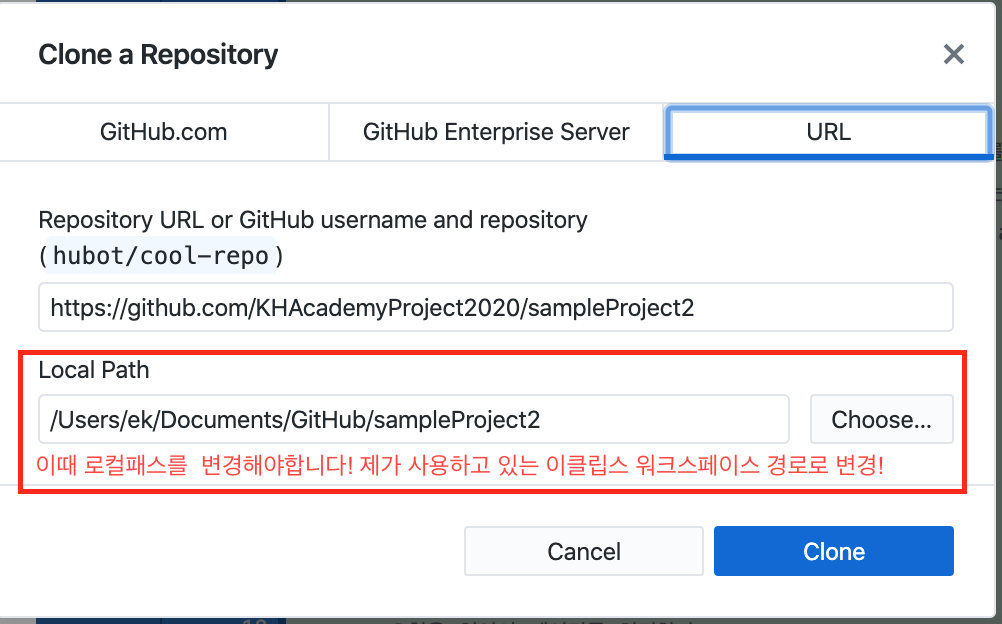 Clone a Repository
GitHub.com
GitHub Enterprise Server
URL
Repository URL or GitHub username and repository
(hubot/cool-repo)
https://github.com/KHAcademyProject2020/sampleProject2
Local Path
/Users/ek/Documents/GitHub/sampleProject2
Choose...
이때 로컬패스를 변경해야합니다! 제가 사용하고 있는 이클립스 워크스페이스 경로로 변경!
Cancel
Clone